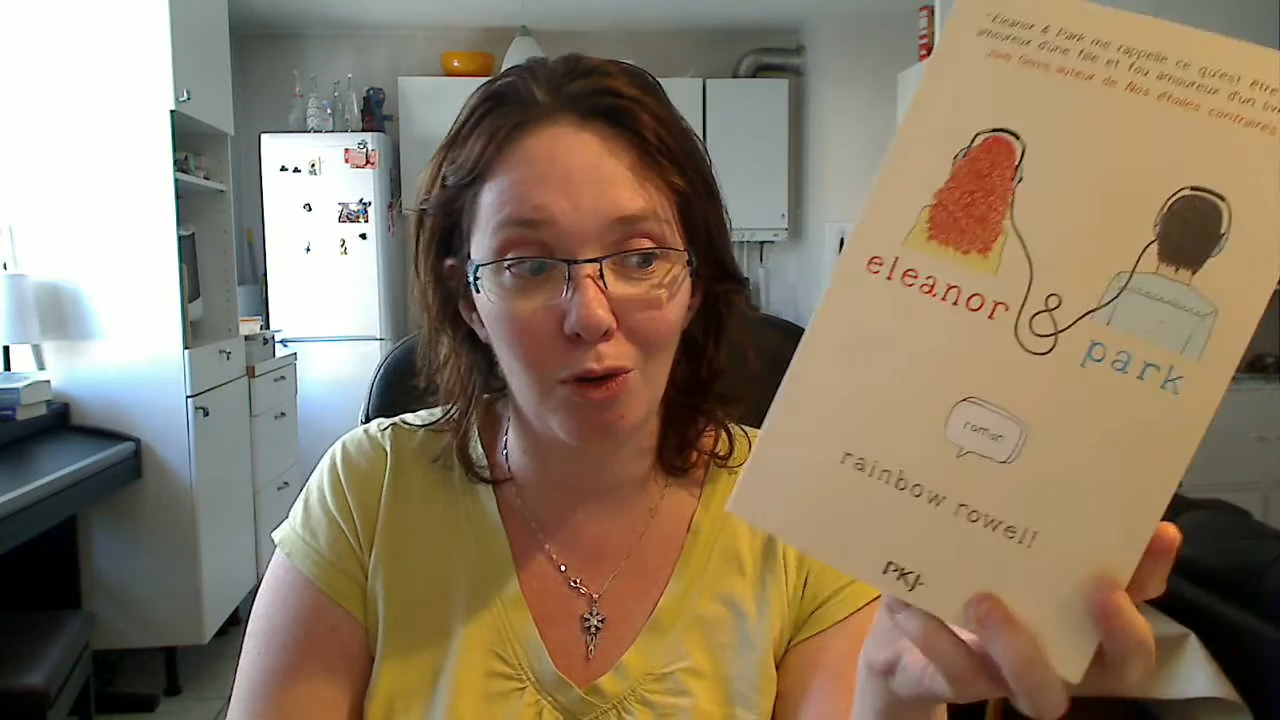 "Eleanor & Park me rappelle ce qu'est être
amoureux d'une fille et fou amoureux d'un livre
John Green, auteur de Nos étoiles contraires
eleanor
&
park
roman
rainbow rowell
PKJ.